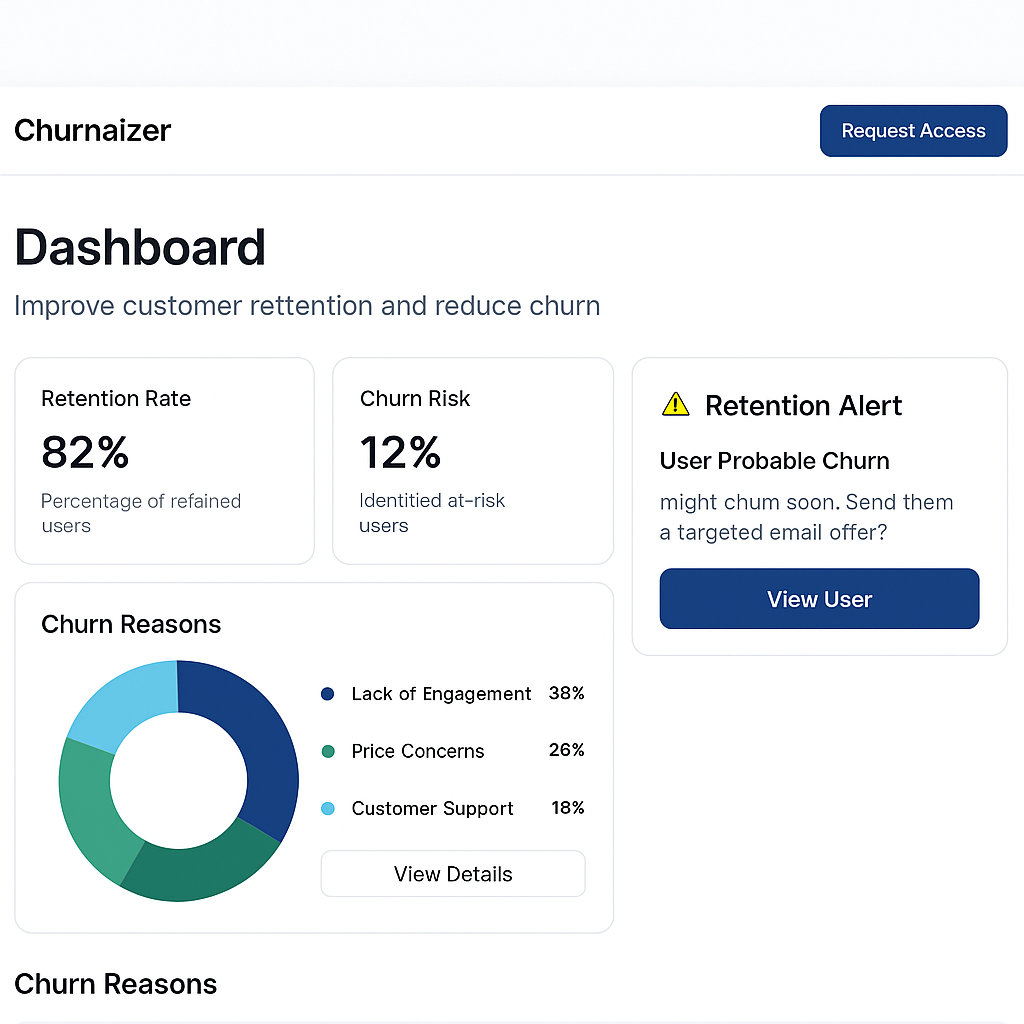 Churnaizer
Request Access
Dashboard
Improve customer rettention and reduce churn
Retention Rate
82%
Percentage of refained
users
Churn Risk
12%
Identitied at-risk
users
Retention Alert
User Probable Churn
might chum soon. Send them
a targeted email offer?
View User
Churn Reasons
Lack of Engagement 38%
Price Concerns 26%
Customer Support 18%
View Details
Churn Reasons